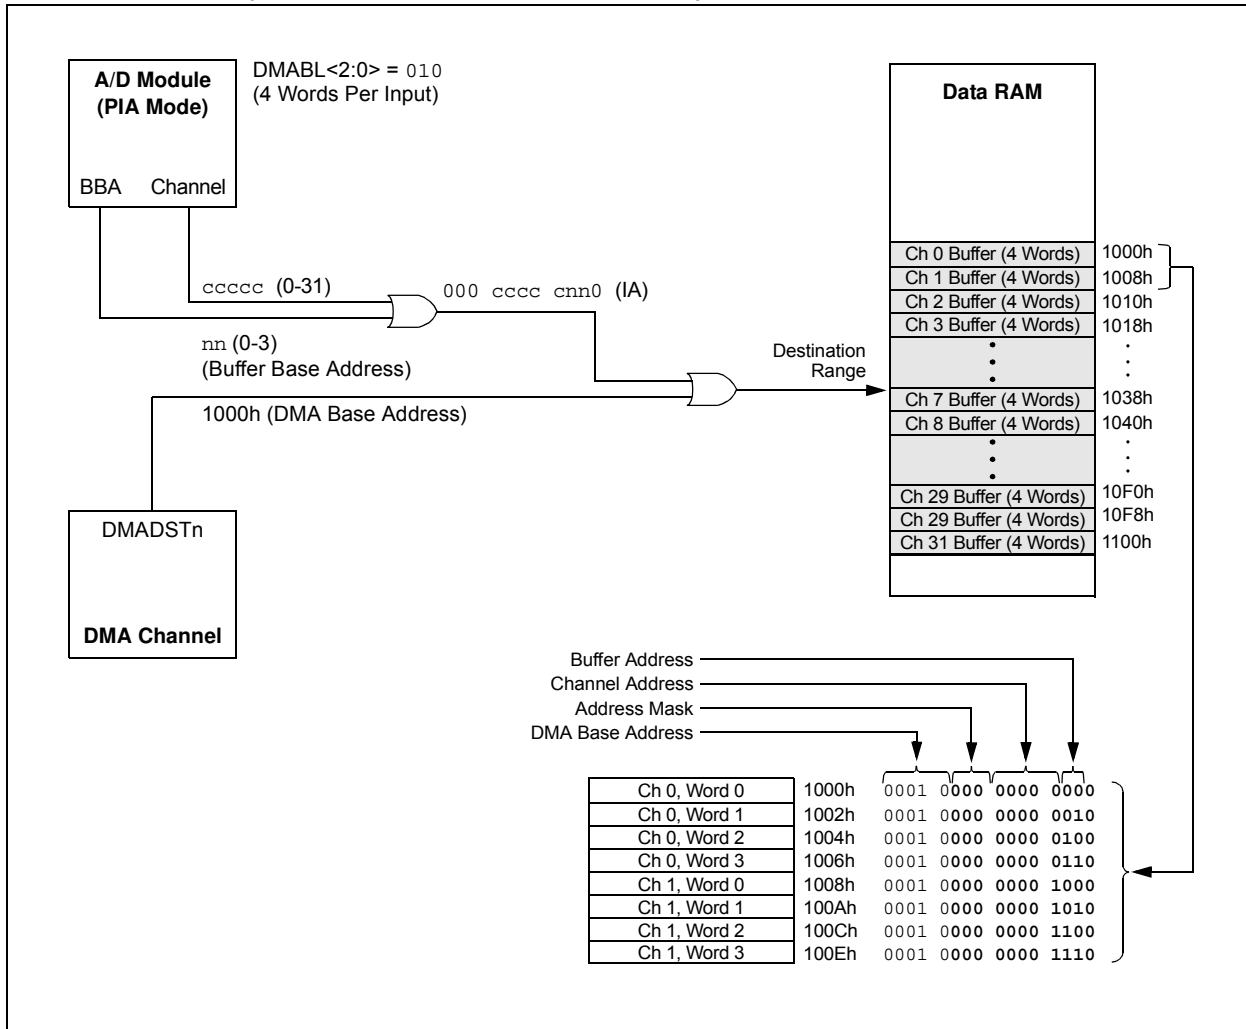 A/D Module
(PIA Mode)
BBA Channel
DMABL<2:0> = 010
(4 Words Per Input)
ccccc (0-31)
000 cccc cnn0 (IA)
nn (0-3)
(Buffer Base Address)
1000h (DMA Base Address)
Destination
Range
DMADSTn
DMA Channel
Data RAM
Ch 0 Buffer (4 Words) 1000h
Ch 1 Buffer (4 Words) 1008h
Ch 2 Buffer (4 Words) 1010h
Ch 3 Buffer (4 Words) 1018h
Ch 7 Buffer (4 Words) 1038h
Ch 8 Buffer (4 Words) 1040h
Ch 29 Buffer (4 Words) 10F0h
Ch 29 Buffer (4 Words) 10F8h
Ch 31 Buffer (4 Words) 1100h
Buffer Address
Channel Address
Address Mask
DMA Base Address
Ch 0, Word 0 1000h 0001 0000 0000 0000
Ch 0, Word 1 1002h 0001 0000 0000 0010
Ch 0, Word 2 1004h 0001 0000 0000 0100
Ch 0, Word 3 1006h 0001 0000 0000 0110
Ch 1, Word 0 1008h 0001 0000 0000 1000
Ch 1, Word 1 100Ah 0001 0000 0000 1010
Ch 1, Word 2 100Ch 0001 0000 0000 1100
Ch 1, Word 3 100Eh 0001 0000 0000 1110